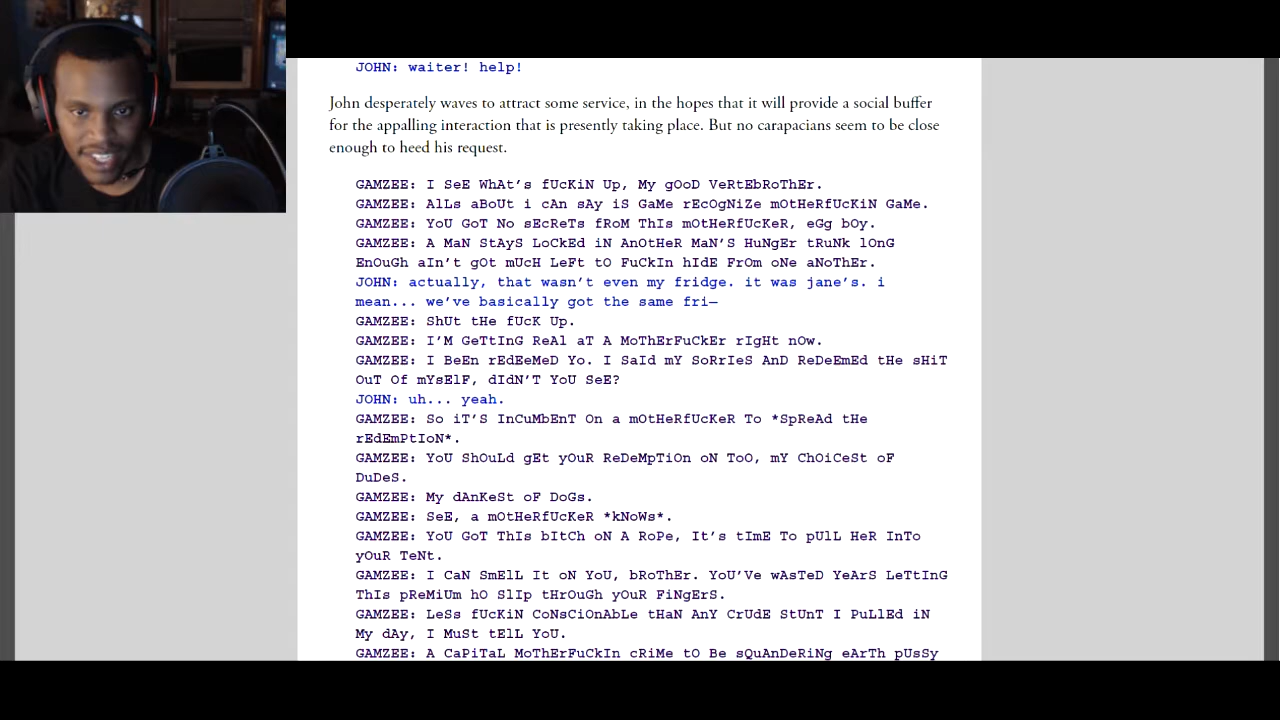 JOHN: waiter! help!
John desperately waves to attract some service, in the hopes that it will provide a social buffer
for the appalling interaction that is presently taking place. But no carapacians seem to be close
enough to heed his request.
GAMZEE: I SeE WhAt’s fUcKiN Up, My gOoD VeRtEbRoThEr.
GAMZEE: AlLs aBoUt i cAn sAy iS GaMe rEcOgNiZe mOtHeRfUcKiN GaMe.
GAMZEE: YoU GoT No sEcReTs fRoM ThIs mOtHeRfUcKeR, eGg bOy.
GAMZEE: A MaN StAyS LoCkEd iN AnOtHeR MaN’S HuNgEr tRuNk lOnG
EnOuGh aIn’t gOt mUcH LeFt tO FuCkIn hIdE FrOm oNe aNoThEr.
JOHN: actually, that wasn’t even my fridge. it was jane’s. i
mean... we’ve basically got the same fri—
GAMZEE: ShUt tHe fUcK Up.
GAMZEE: I’M GeTtInG ReAl aT A MoThErFuCkEr rIgHt nOw.
GAMZEE: I BeEn rEdEeMeD Yo. I SaId mY SoRrIeS AnD ReDeEmEd tHe sHiT
OuT Of mYsElF, dIdN’T YoU SeE?
JOHN: uh... yeah.
GAMZEE: So iT’S InCuMbEnT On a mOtHeRfUcKeR To *SpReAd tHe
rEdEmPtIoN*.
GAMZEE: YoU ShOuLd gEt yOuR ReDeMpTiOn oN ToO, mY ChOiCeSt oF
DuDeS.
GAMZEE: My dAnKeSt oF DoGs.
GAMZEE: SeE, a mOtHeRfUcKeR *kNoWs*.
GAMZEE: YoU GoT ThIs bItCh oN A RoPe, It’s tImE To pUlL HeR InTo
yOuR TeNt.
GAMZEE: I CaN SmElL It oN YoU, bRoThEr. YoU’Ve wAsTeD YeArS LeTtInG
ThIs pReMiUm hO SlIp tHrOuGh yOuR FiNgErS.
GAMZEE: LeSs fUcKiN CoNsCiOnAbLe tHaN AnY CrUdE StUnT I PuLlEd iN
My dAy, I MuSt tElL YoU.
GAMZEE: A CaPiTaL MoThErFuCkIn cRiMe tO Be sQuAnDeRiNg eArTh pUsSy